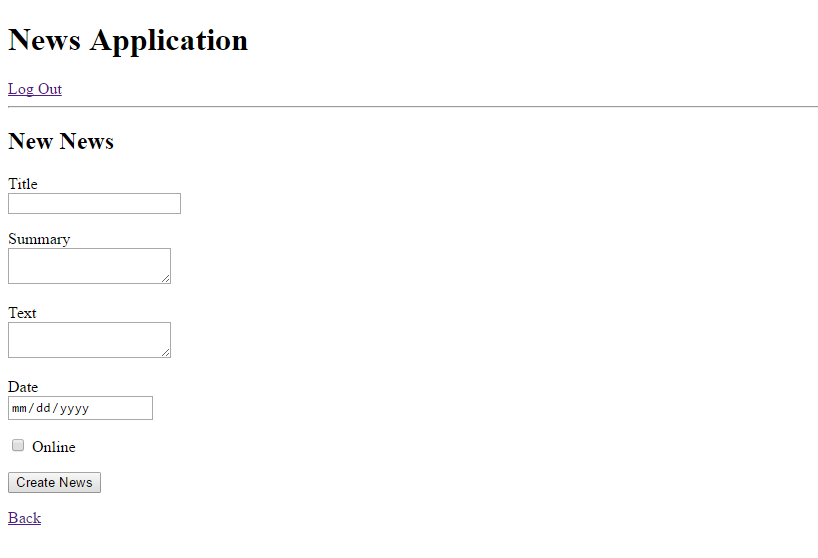 News Application
Log Out
New News
Title
Summary
Text
Date
mm/dd/yyyy
Online
Create News
Back